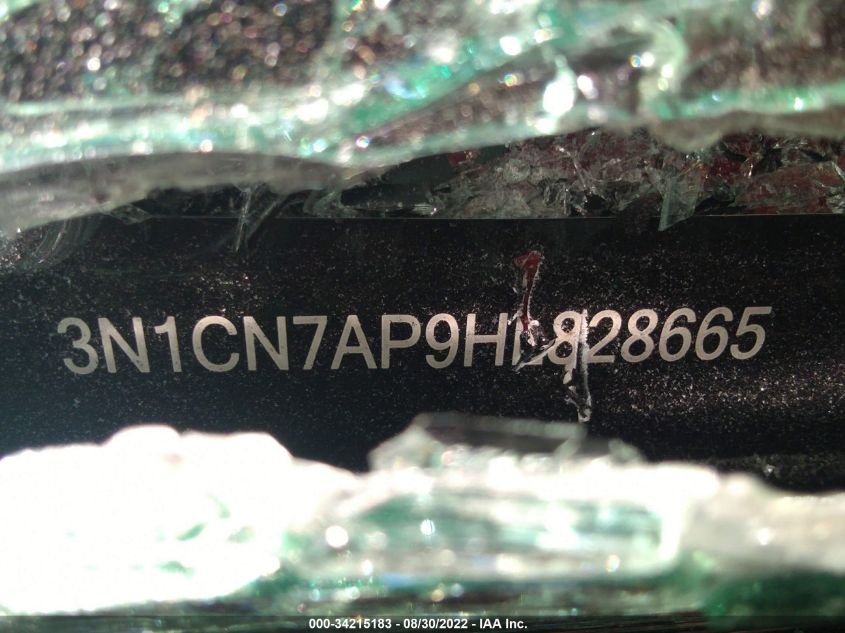 3N1CN7AP9HL828665
000-34215183 - 08/30/2022 - IAA Inc.